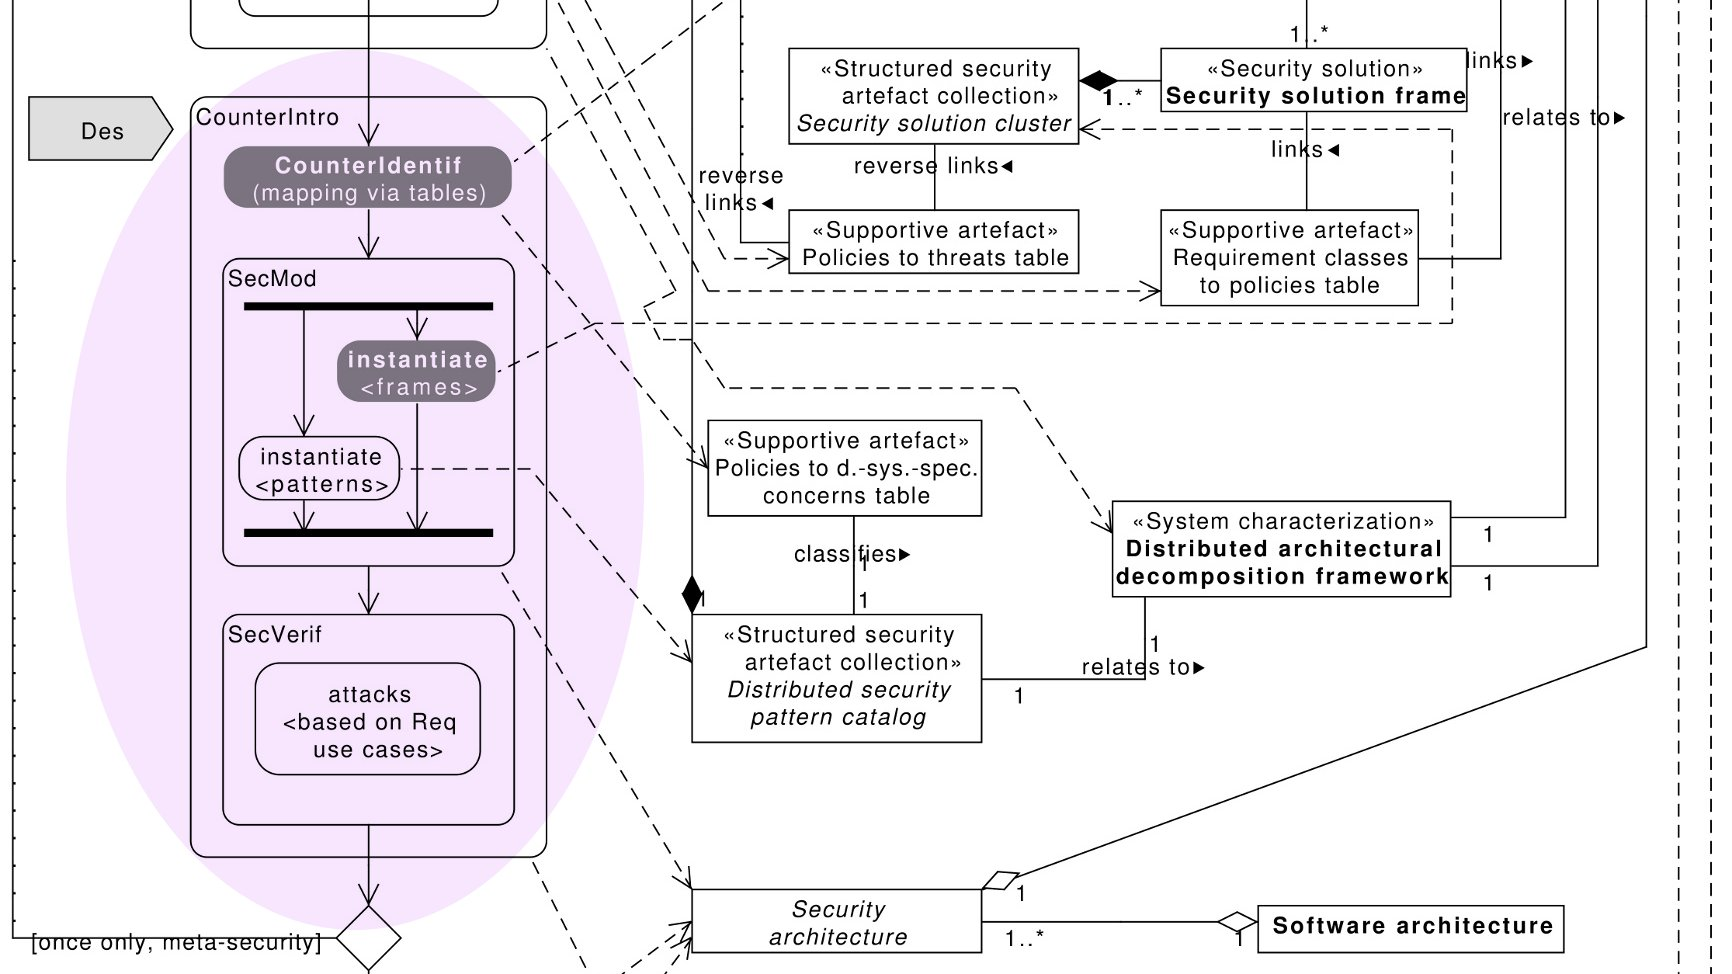 Des
CounterIntro
CounterIdentif
(mapping via tables)
SecMod
instantiate
<frames>
instantiate
<patterns>
SecVerif
attacks
<based on Req
use cases>
[once only, meta-security]
1..*
«Structured security
artefact collection»
Security solution cluster
1..*
«Security solution»
Security solution frame
links▶
relates to▶
links◀
reverse links◀
reverse
links◀
«Supportive artefact»
Policies to threats table
«Supportive artefact»
Requirement classes
to policies table
«Supportive artefact»
Policies to d.-sys.-spec.
concerns table
classifies▶
1
1
1
«System characterization»
Distributed architectural
decomposition framework
1
1
1
relates to▶
1
«Structured security
artefact collection»
Distributed security
pattern catalog
Security
architecture
1
1..*
1
Software architecture